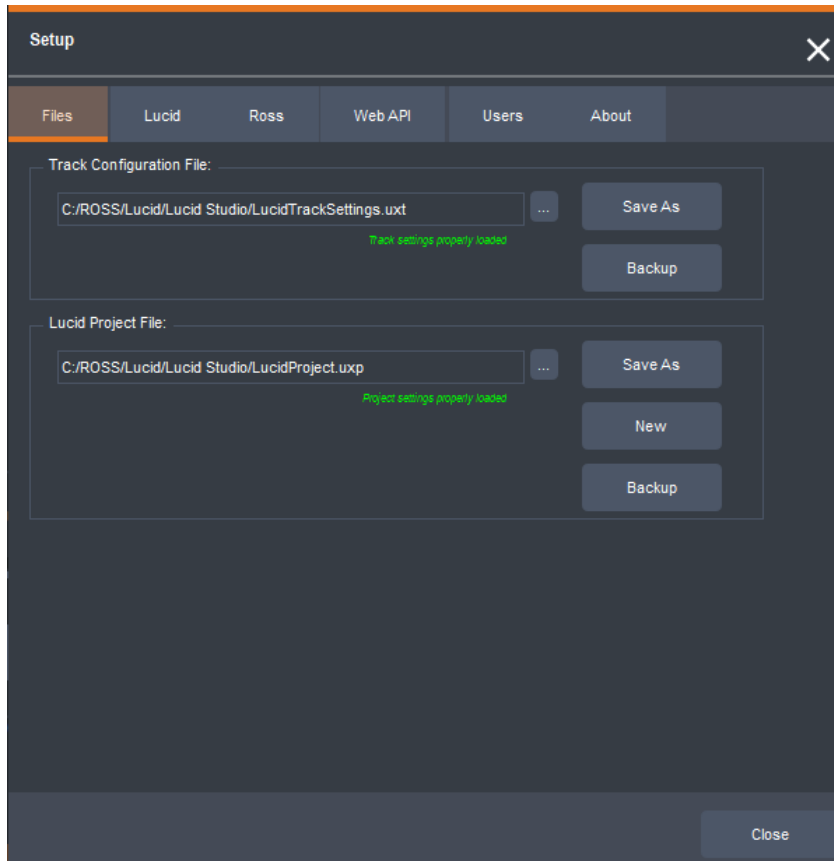 Setup
Files Lucid Ross Web API Users About
Track Configuration File:
C:/ROSS/Lucid/Lucid Studio/LucidTrackSettings.uxt ... Save As
Track settings properly loaded
Backup
Lucid Project File:
C:/ROSS/Lucid/Lucid Studio/LucidProject.uxp ... Save As
Project settings properly loaded
New
Backup
Close